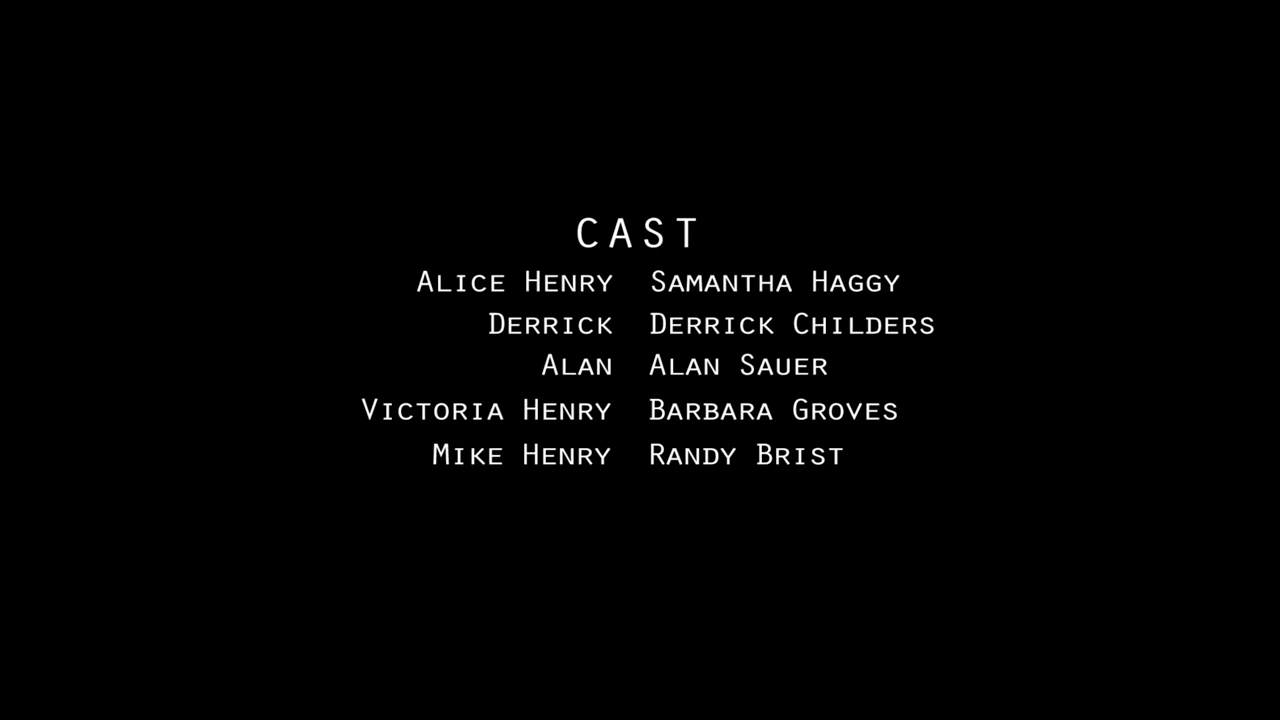 CAST
Alice Henry Samantha Haggy
Derrick Derrick Childers
Alan Alan Sauer
Victoria Henry Barbara Groves
Mike Henry Randy Brist